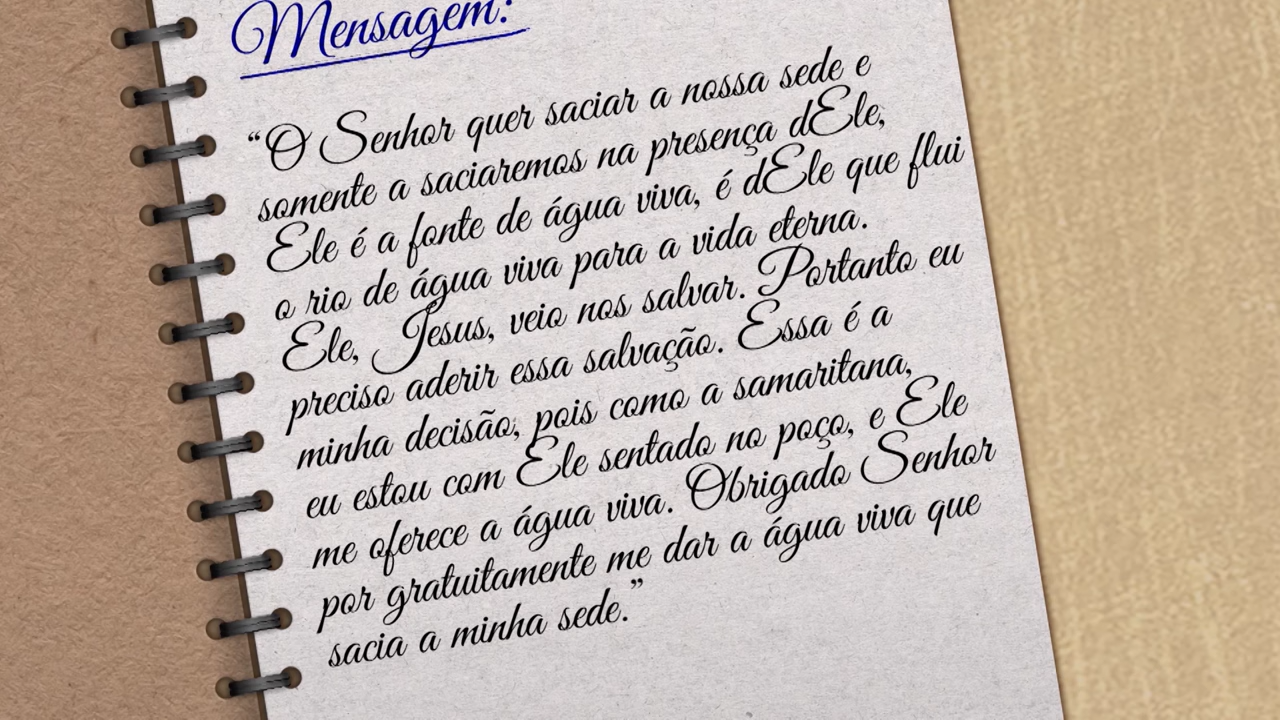 Mensagem:
“O Senhor quer saciar a nossa sede e
somente a saciaremos na presença dEle,
Ele é a fonte de água viva, é dEle que flui
o rio de água viva para a vida eterna.
Ele, Jesus, veio nos salvar. Portanto eu
preciso aderir essa salvação. Essa é a
minha decisão, pois como a samaritana,
eu estou com Ele sentado no poço, e Ele
me oferece a água viva. Obrigado Senhor
por gratuitamente me dar a água viva que
sacia a minha sede.”